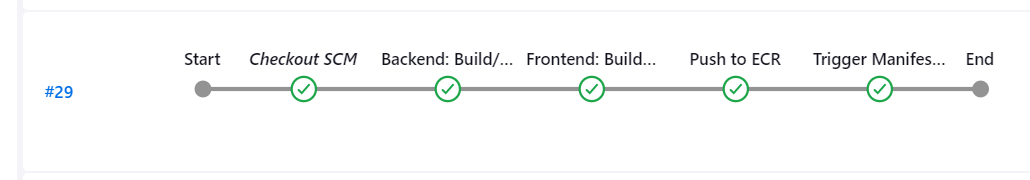 Start Checkout SCM Backend: Build/... Frontend: Build... Push to ECR Trigger Manifes... End
#29